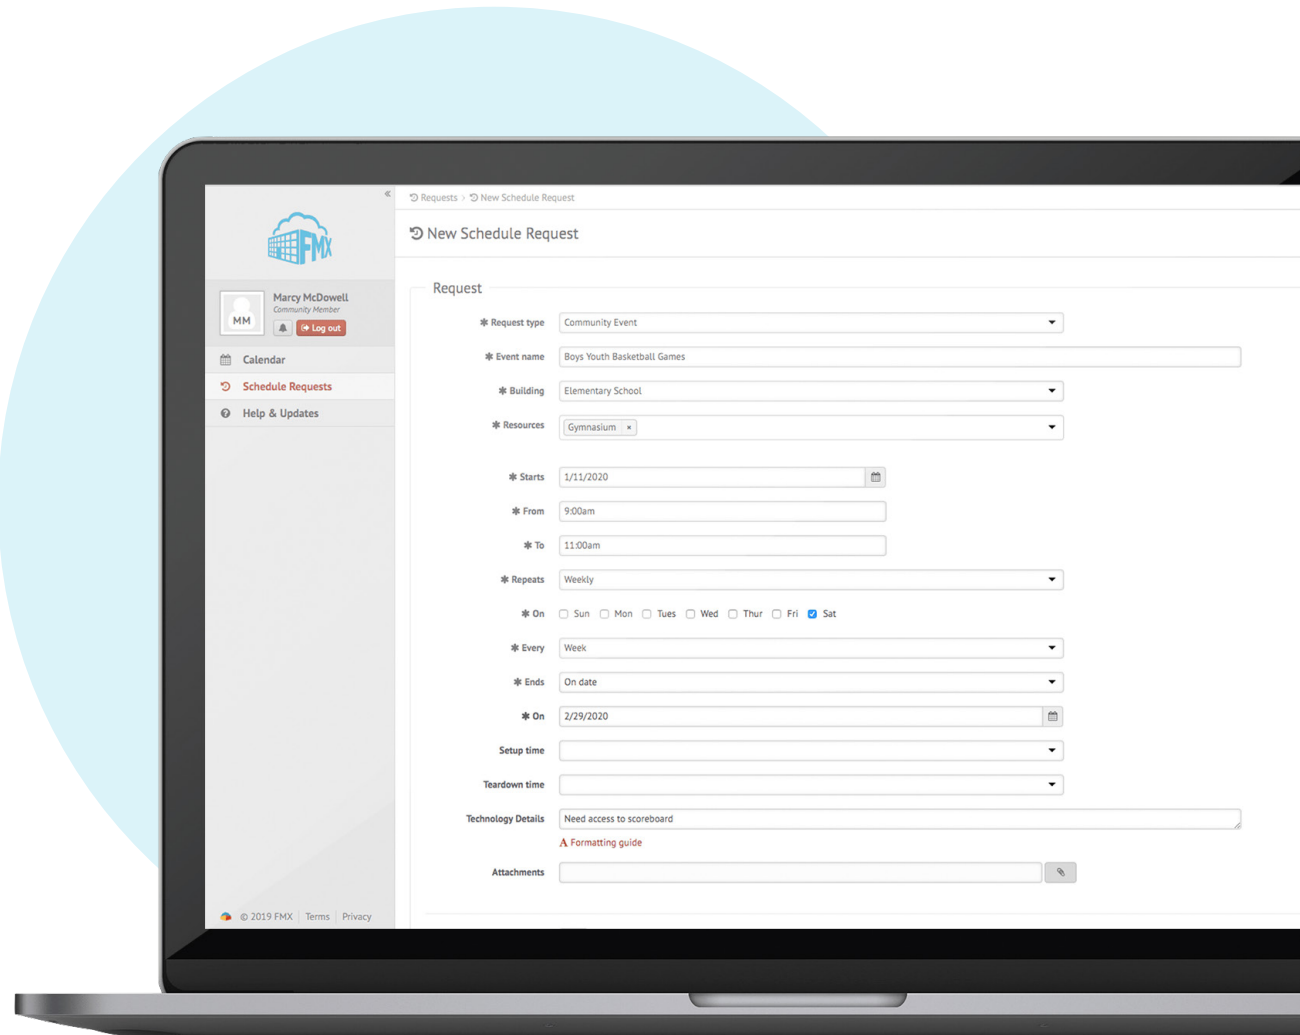 «
Requests > New Schedule Request
FMX
New Schedule Request
MM
Marcy McDowell
Community Member
Log out
Calendar
Schedule Requests
Help & Updates
Request
✱ Request type Community Event
✱ Event name Boys Youth Basketball Games
✱ Building Elementary School
✱ Resources Gymnasium ×
✱ Starts 1/11/2020
✱ From 9:00am
✱ To 11:00am
✱ Repeats Weekly
✱ On Sun Mon Tues Wed Thur Fri Sat
✱ Every Week
✱ Ends On date
✱ On 2/29/2020
Setup time
Teardown time
Technology Details Need access to scoreboard
A Formatting guide
Attachments
© 2019 FMX Terms Privacy